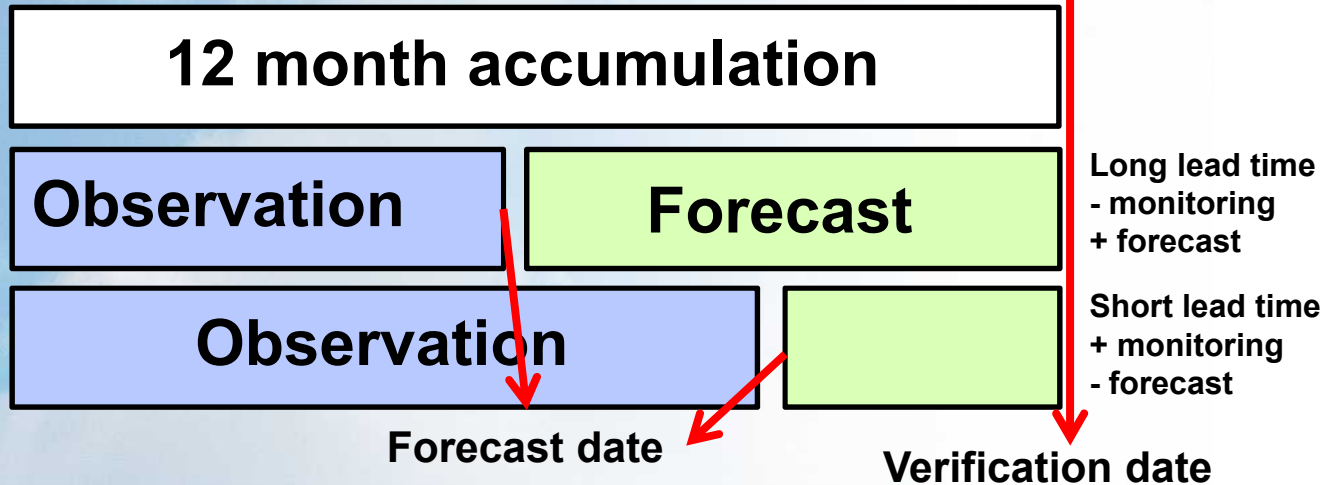 12 month accumulation
Observation
Forecast
Long lead time
- monitoring
+ forecast
Observation
Short lead time
+ monitoring
- forecast
Forecast date
Verification date